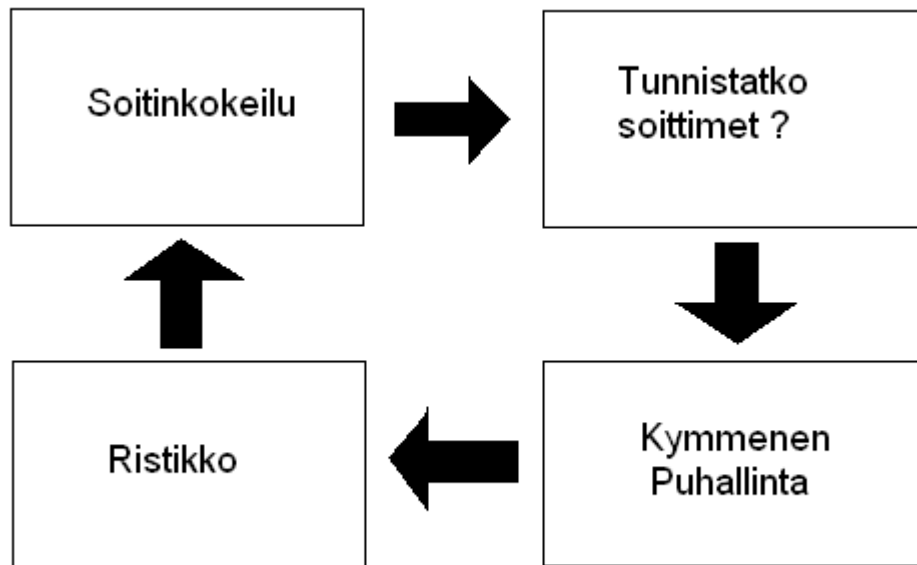 Soitinkokeilu
Tunnistatko
soittimet ?
Kymmenen
Puhallinta
Ristikko